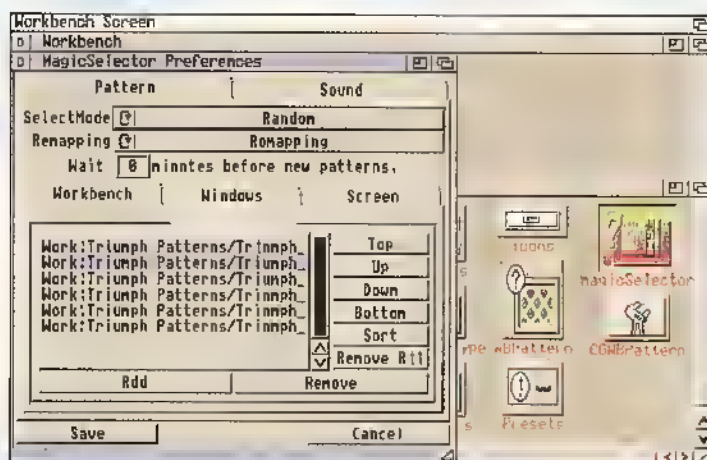 Workbench Screen
Workbench
MagicSelector Preferences
Pattern Sound
SelectMode Random
Remapping Remapping
Wait 0 minutes before new patterns.
Workbench Windows Screen
Work:Triumph Patterns/Triumph_
Work:Triumph Patterns/Triumph_
Work:Triumph Patterns/Triumph_
Work:Triumph Patterns/Triumph_
Work:Triumph Patterns/Triumph_
Work:Triumph Patterns/Triumph_
Top
Up
Down
Bottom
Sort
Remove All
Add Remove
Save Cancel
Icons
MagicSelector
WBPattern
CGWBPattern
Presets